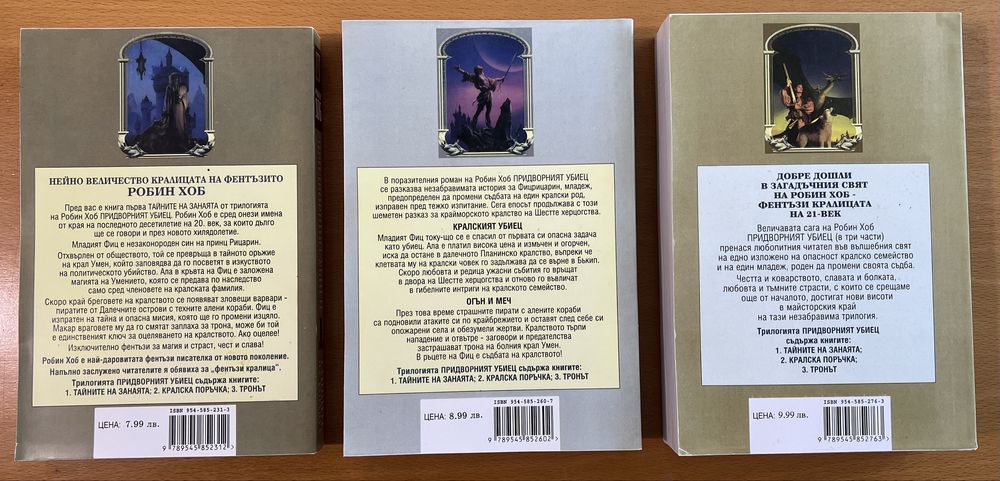 НЕЙНО ВЕЛИЧЕСТВО КРАЛИЦАТА НА ФЕНТЪЗИТО
РОБИН ХОБ
Пред вас е книга първа ТАЙНИТЕ НА ЗАНАЯТА от трилогията
на Робин Хоб ПРИДВОРНИЯТ УБИЕЦ. Робин Хоб е сред онези имена
от края на последното десетилетие на 20. век, за които дълго
ще се говори и през новото хилядолетие.
Младият Фиц е незаконороден син на принц Рицарин.
Отхвърлен от обществото, той се превръща в тайното оръжие
на крал Умен, който заповядва да го посветят в изкуството
на политическото убийство. Ала в кръвта на Фиц е заложена
магията на Умението, която се предава по наследство
само сред членовете на кралската фамилия.
Скоро край бреговете на кралството се появяват зловещи варвари -
пиратите от Далечните острови с техните алени кораби. Фиц е
изпратен на тайна и опасна мисия, която ще го промени изцяло.
Макар враговете му да го смятат заплаха за трона, може би той
е единственият ключ за оцеляването на кралството. Ако оцелее!
Изключително фентъзи за магия и страст, чест и слава!
Робин Хоб е най-даровитата фентъзи писателка от новото поколение.
Напълно заслужено читателите я обявиха за „фентъзи кралица".
Трилогията ПРИДВОРНИЯТ УБИЕЦ съдържа книгите:
1. ТАЙНИТЕ НА ЗАНАЯТА; 2. КРАЛСКА ПОРЪЧКА; 3. ТРОНЪТ
ЦЕНА: 7.99 лв.
ISBN 954-585-231-3
9 789545 852312 >
В поразителния роман на Робин Хоб ПРИДВОРНИЯТ УБИЕЦ
се разказва незабравимата история за Фицрицарин, младеж,
предопределен да промени съдбата на един кралски род,
изправен пред тежко изпитание. Сега епосът продължава с този
шеметен разказ за крайморското кралство на Шестте херцогства.
КРАЛСКИЯТ УБИЕЦ
Младият Фиц току-що се е спасил от първата си опасна задача
като убиец. Ала е платил висока цена и измъчен и огорчен,
иска да остане в далечното Планинско кралство, въпреки че
клетвата му на кралски човек го задължава да се върне в Бъкип.
Скоро любовта и редица ужасни събития го връщат
в двора на Шестте херцогства и отново го въвличат
в гибелните интриги на кралското семейство.
ОГЪН И МЕЧ
През това време страшните пирати с алените кораби
са подновили атаките си по крайбрежието и оставят след себе си
опожарени села и обезумели жертви. Кралството търпи
нападение и отвътре - заговори и предателства
застрашават трона на болния крал Умен.
В ръцете на Фиц е съдбата на кралството!
Трилогията ПРИДВОРНИЯТ УБИЕЦ съдържа книгите:
1. ТАЙНИТЕ НА ЗАНАЯТА; 2. КРАЛСКА ПОРЪЧКА; 3. ТРОНЪТ
ЦЕНА: 8.99 лв.
ISBN 954-585-260-7
9 789545 852602 >
ДОБРЕ ДОШЛИ
В ЗАГАДЪЧНИЯ СВЯТ
НА РОБИН ХОБ -
ФЕНТЪЗИ КРАЛИЦАТА
НА 21-ВЕК
Величавата сага на Робин Хоб
ПРИДВОРНИЯТ УБИЕЦ (в три части)
пренася любопитния читател във вълшебния свят
на едно изложено на опасност кралско семейство
и на един младеж, роден да промени своята съдба.
Честта и коварството, славата и болката,
любовта и тъмните страсти, с които се срещаме
още от началото, достигат нови висоти
в майсторския край
на тази незабравима трилогия.
Трилогията ПРИДВОРНИЯТ УБИЕЦ
съдържа книгите:
1. ТАЙНИТЕ НА ЗАНАЯТА;
2. КРАЛСКА ПОРЪЧКА;
3. ТРОНЪТ
ЦЕНА: 9.99 лв.
ISBN 954-585-276-3
9 789545 852763 >